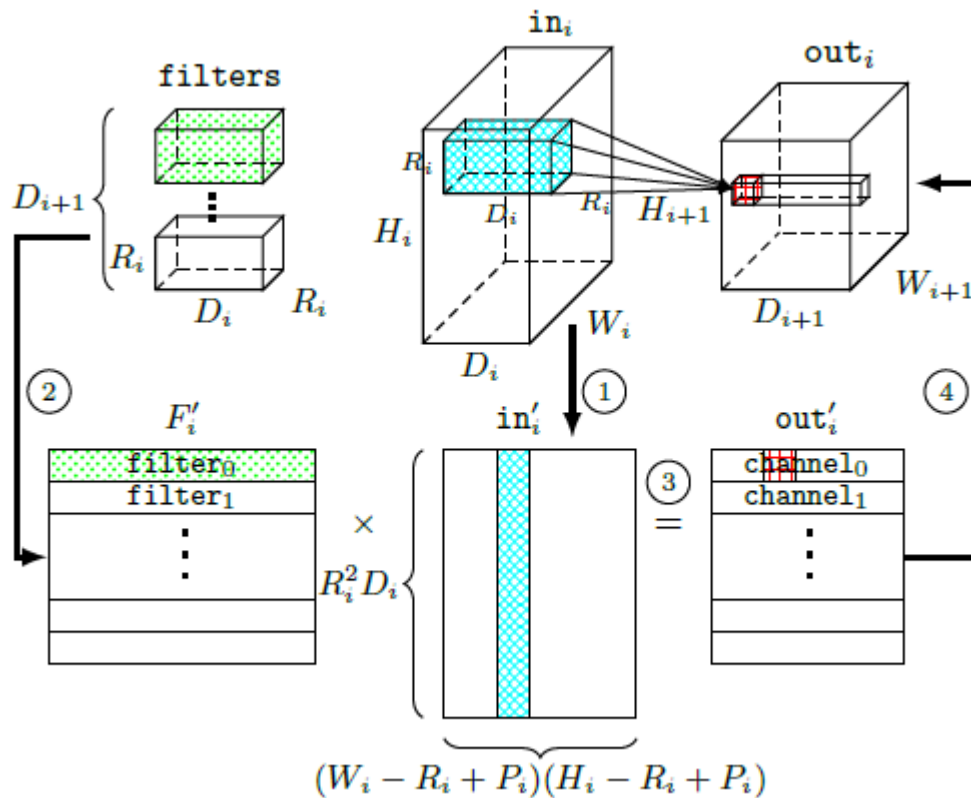 in_i
out_i
filters
D_{i+1}
R_i
D_i
R_i
R_i
D_i
R_i
H_i
W_i
D_i
H_{i+1}
W_{i+1}
D_{i+1}
2
1
4
F'_i
in'_i
out'_i
filter_0
filter_1
⋮
×
R_i^2 D_i
3
=
channel_0
channel_1
⋮
(W_i − R_i + P_i)(H_i − R_i + P_i)